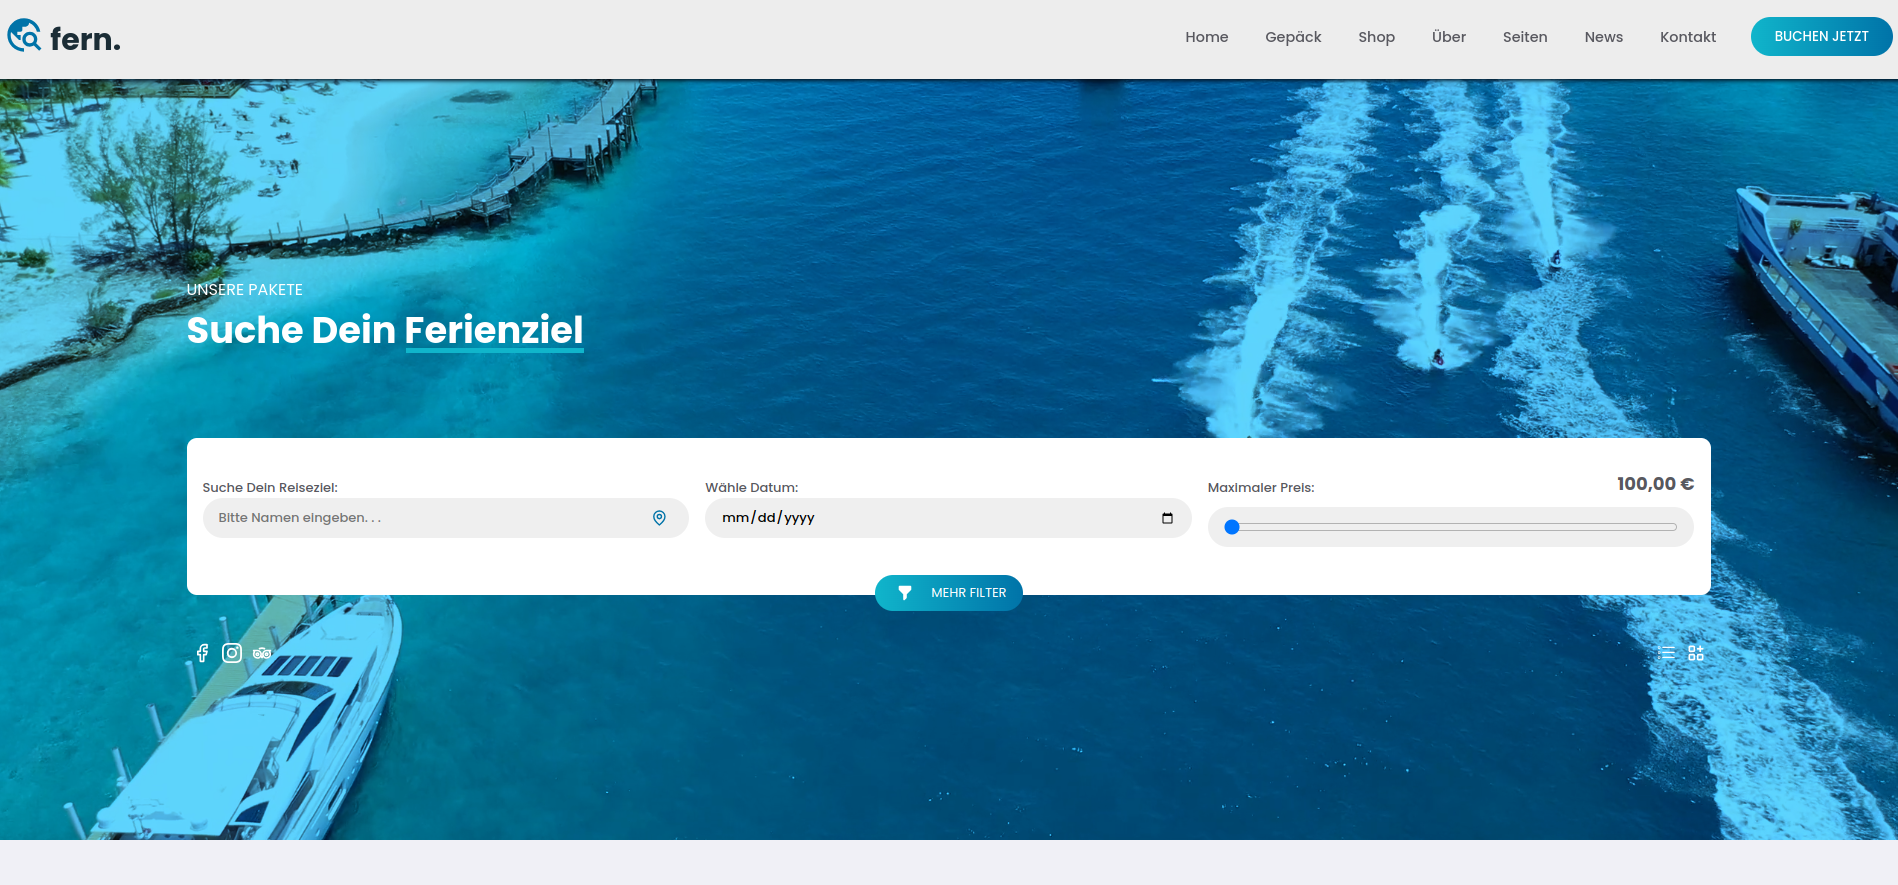 fern.
Home
Gepäck
Shop
Über
Seiten
News
Kontakt
BUCHEN JETZT
UNSERE PAKETE
Suche Dein Ferienziel
Suche Dein Reiseziel:
Wähle Datum:
Maximaler Preis:
100,00 €
Bitte Namen eingeben. . .
mm/dd/yyyy
MEHR FILTER